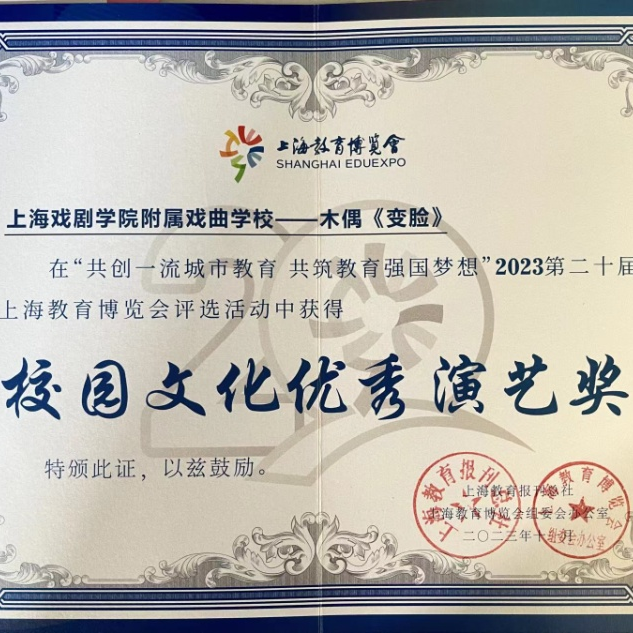 上海教育博览會
SHANGHAI EDUEXPO
上海戏剧学院附属戏曲学校——木偶《变脸》
在“共创一流城市教育 共筑教育强国梦想”2023第二十届
上海教育博览会评选活动中获得
校园文化优秀演艺奖
特颁此证，以兹鼓励。
上海教育报刊总社
上海教育博览会组委会办公室
二〇二三年十月